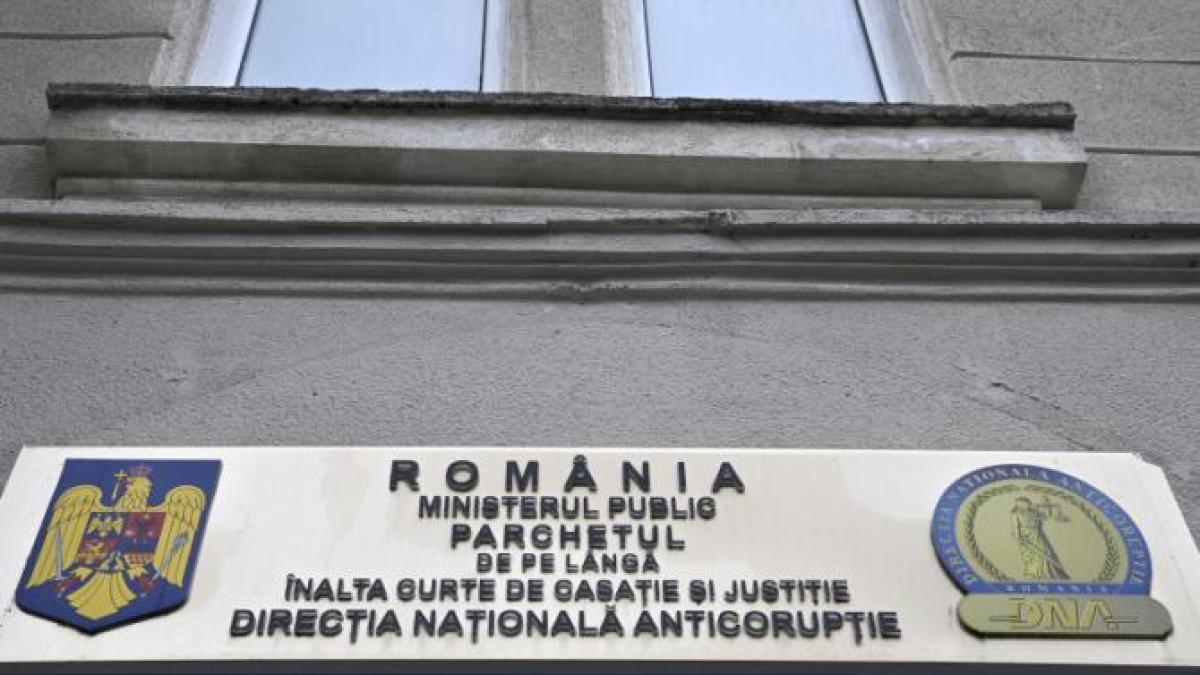 ROMÂNIA
MINISTERUL PUBLIC
PARCHETUL
DE PE LÂNGĂ
ÎNALTA CURTE DE CASAȚIE ȘI JUSTIȚIE
DIRECȚIA NAȚIONALĂ ANTICORUPȚIE
DIRECȚIA NAȚIONALĂ ANTICORUPȚIE
ROMÂNIA
DNA